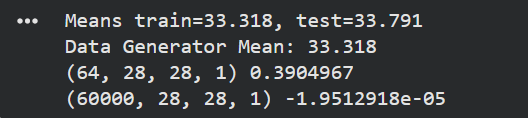 Means train=33.318, test=33.791
Data Generator Mean: 33.318
(64, 28, 28, 1) 0.3904967
(60000, 28, 28, 1) -1.9512918e-05